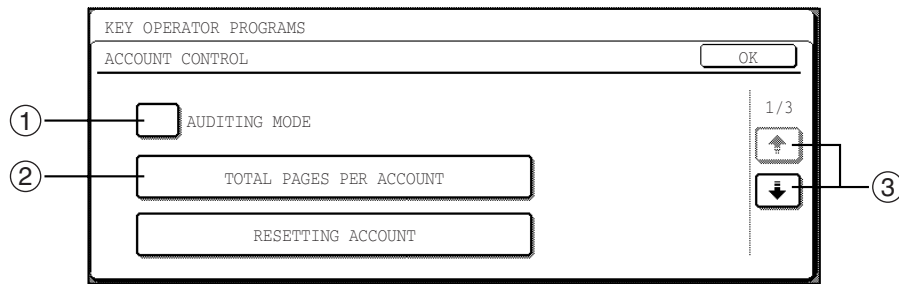 KEY OPERATOR PROGRAMS
ACCOUNT CONTROL OK
1/3
① AUDITING MODE
② TOTAL PAGES PER ACCOUNT ③
RESETTING ACCOUNT